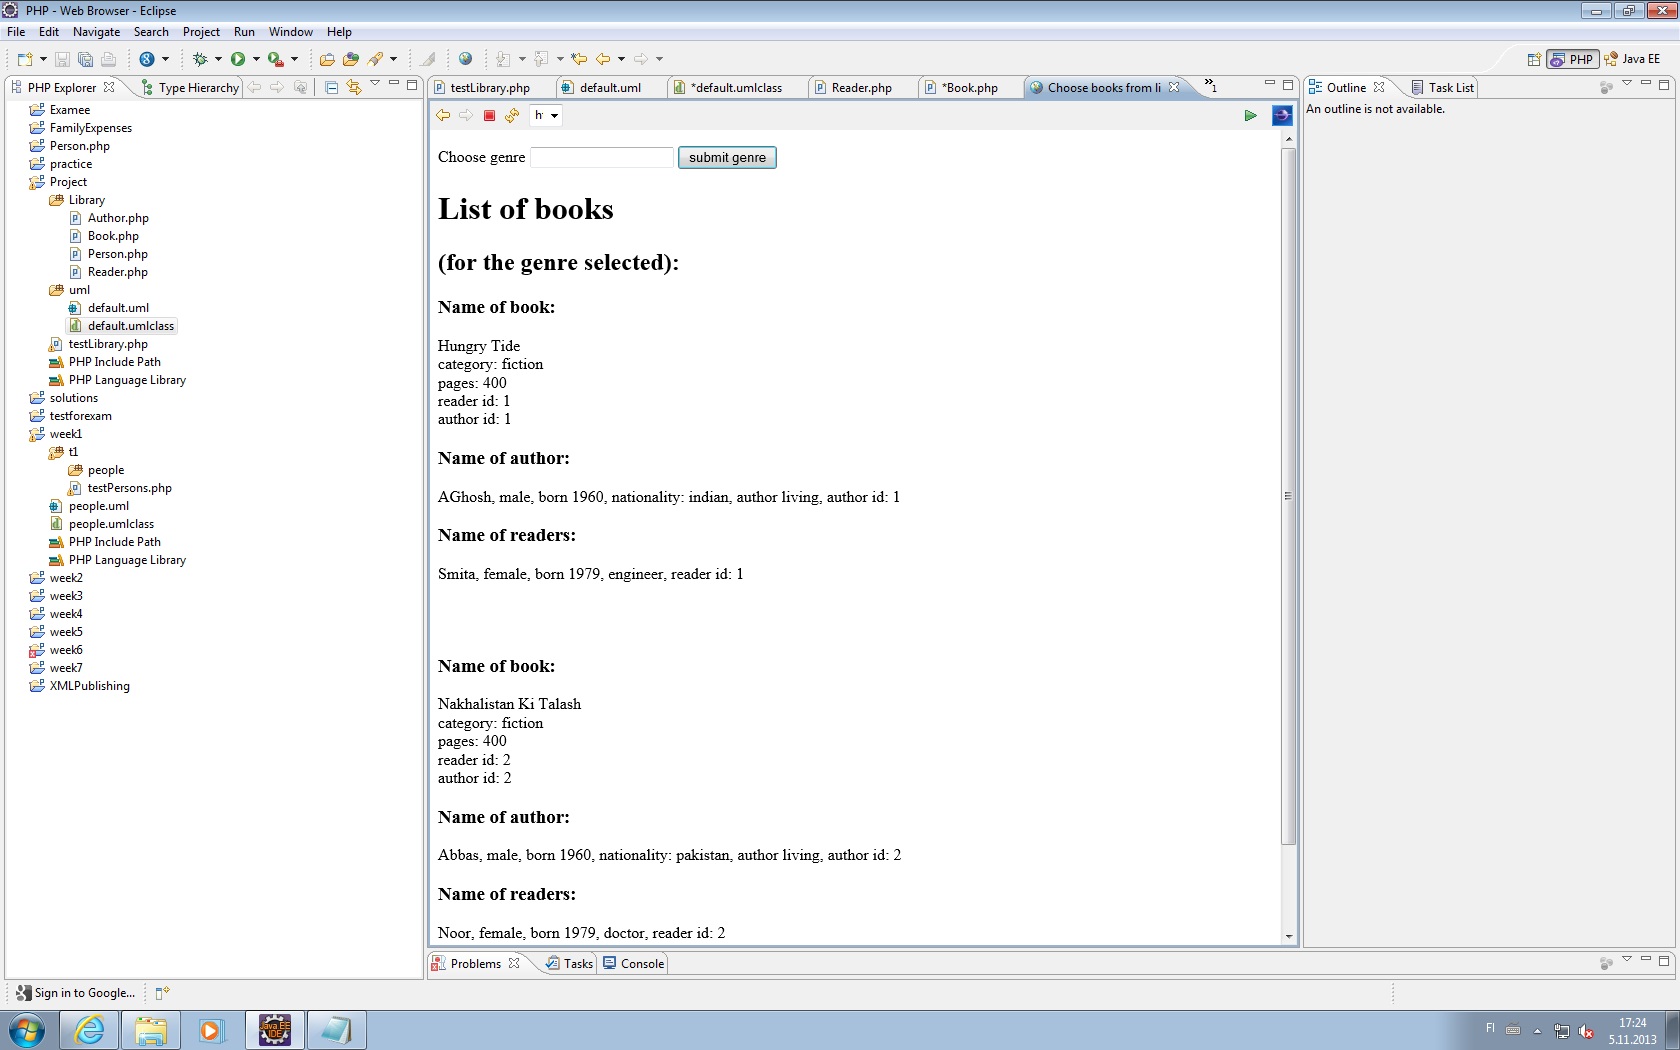 PHP - Web Browser - Eclipse
File Edit Navigate Search Project Run Window Help
PHP Java EE
PHP Explorer Type Hierarchy
testLibrary.php default.uml *default.umlclass Reader.php *Book.php Choose books from li »1
Outline Task List
An outline is not available.
Examee
FamilyExpenses
Person.php
practice
Project
Library
Author.php
Book.php
Person.php
Reader.php
uml
default.uml
default.umlclass
testLibrary.php
PHP Include Path
PHP Language Library
solutions
testforexam
week1
t1
people
testPersons.php
people.uml
people.umlclass
PHP Include Path
PHP Language Library
week2
week3
week4
week5
week6
week7
XMLPublishing
Choose genre submit genre
List of books
(for the genre selected):
Name of book:
Hungry Tide
category: fiction
pages: 400
reader id: 1
author id: 1
Name of author:
AGhosh, male, born 1960, nationality: indian, author living, author id: 1
Name of readers:
Smita, female, born 1979, engineer, reader id: 1
Name of book:
Nakhalistan Ki Talash
category: fiction
pages: 400
reader id: 2
author id: 2
Name of author:
Abbas, male, born 1960, nationality: pakistan, author living, author id: 2
Name of readers:
Noor, female, born 1979, doctor, reader id: 2
Problems Tasks Console
Sign in to Google...
Java EE
IDE
FI
17:24
5.11.2013